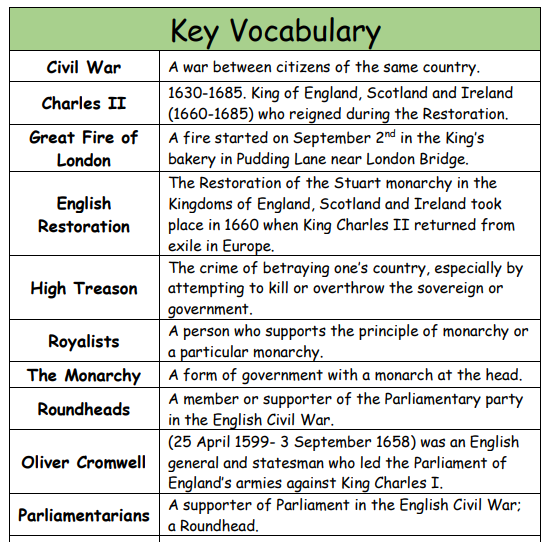 Key Vocabulary
Civil War
A war between citizens of the same country.
Charles II
1630-1685. King of England, Scotland and Ireland
(1660-1685) who reigned during the Restoration.
Great Fire of
London
A fire started on September 2nd in the King's
bakery in Pudding Lane near London Bridge.
English
Restoration
The Restoration of the Stuart monarchy in the
Kingdoms of England, Scotland and Ireland took
place in 1660 when King Charles II returned from
exile in Europe.
High Treason
The crime of betraying one's country, especially by
attempting to kill or overthrow the sovereign or
government.
Royalists
A person who supports the principle of monarchy or
a particular monarchy.
The Monarchy
A form of government with a monarch at the head.
Roundheads
A member or supporter of the Parliamentary party
in the English Civil War.
Oliver Cromwell
(25 April 1599- 3 September 1658) was an English
general and statesman who led the Parliament of
England's armies against King Charles I.
Parliamentarians
A supporter of Parliament in the English Civil War;
a Roundhead.